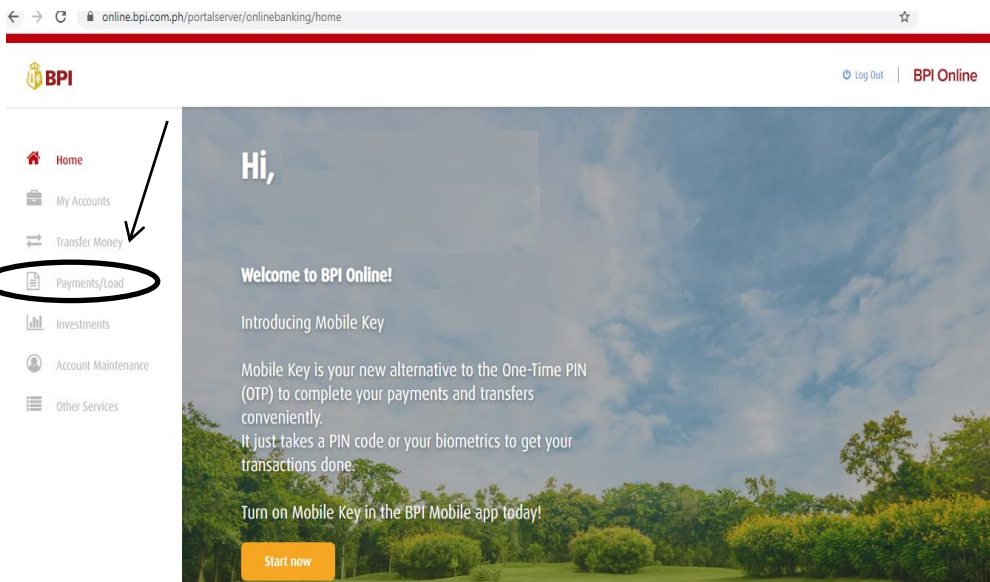 online.bpi.com.ph/portalserver/onlinebanking/home
BPI
Log Out
BPI Online
Home
My Accounts
Transfer Money
Payments/Load
Investments
Account Maintenance
Other Services
Hi,
Welcome to BPI Online!
Introducing Mobile Key
Mobile Key is your new alternative to the One-Time PIN
(OTP) to complete your payments and transfers
conveniently.
It just takes a PIN code or your biometrics to get your
transactions done.
Turn on Mobile Key in the BPI Mobile app today!
Start now